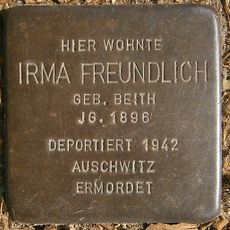 HIER WOHNTE
IRMA FREUNDLICH
GEB. BEITH
JG. 1896
DEPORTIERT 1942
AUSCHWITZ
ERMORDET